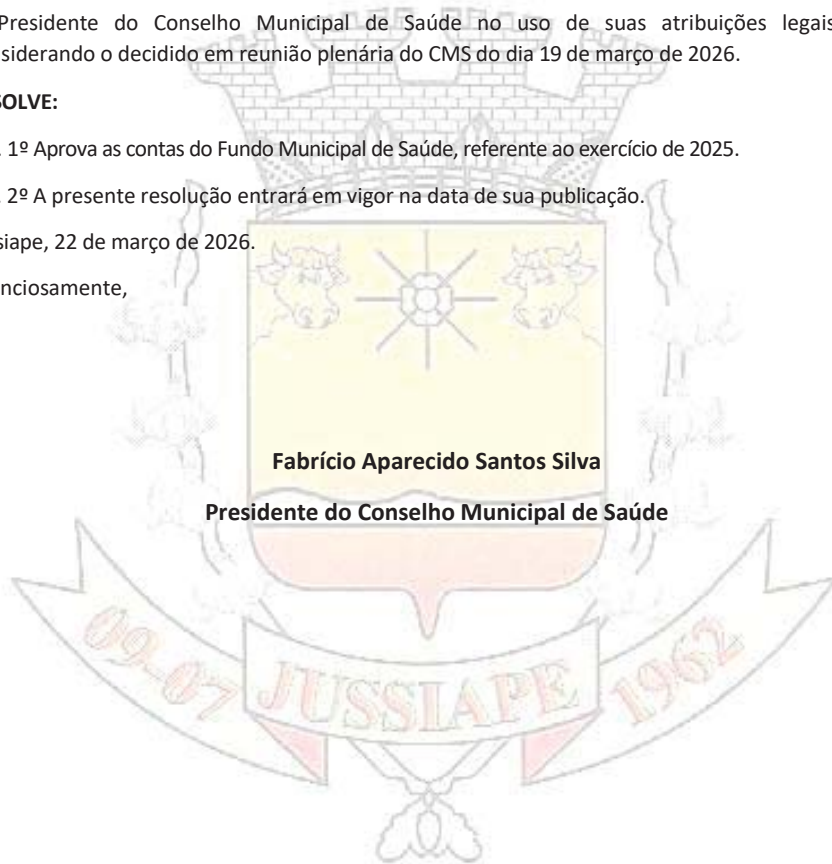 Presidente do Conselho Municipal de Saúde no uso de suas atribuições legais
siderando o decidido em reunião plenária do CMS do dia 19 de março de 2026.
SOLVE:
. 1º Aprova as contas do Fundo Municipal de Saúde, referente ao exercício de 2025.
. 2º A presente resolução entrará em vigor na data de sua publicação.
siape, 22 de março de 2026.
nciosamente,
Fabrício Aparecido Santos Silva
Presidente do Conselho Municipal de Saúde
09-07 JUSSIAPE 1962